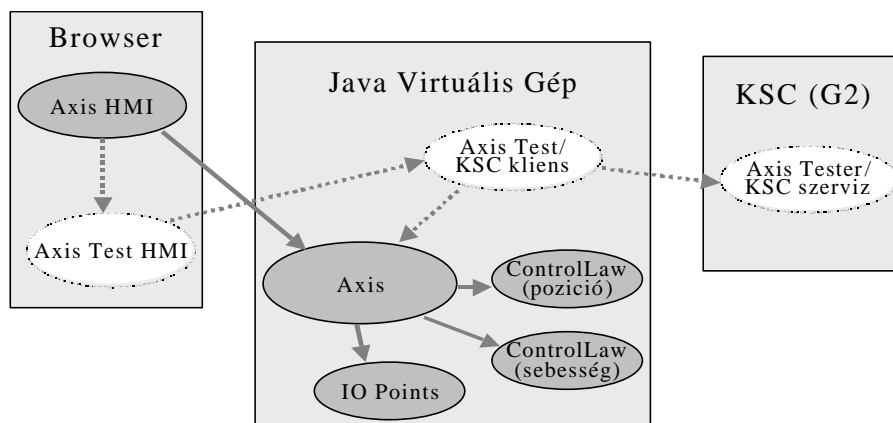 Browser
Axis HMI
Axis Test HMI
Java Virtuális Gép
Axis Test/
KSC kliens
Axis
ControlLaw
(pozició)
ControlLaw
(sebesség)
IO Points
KSC (G2)
Axis Tester/
KSC szerviz